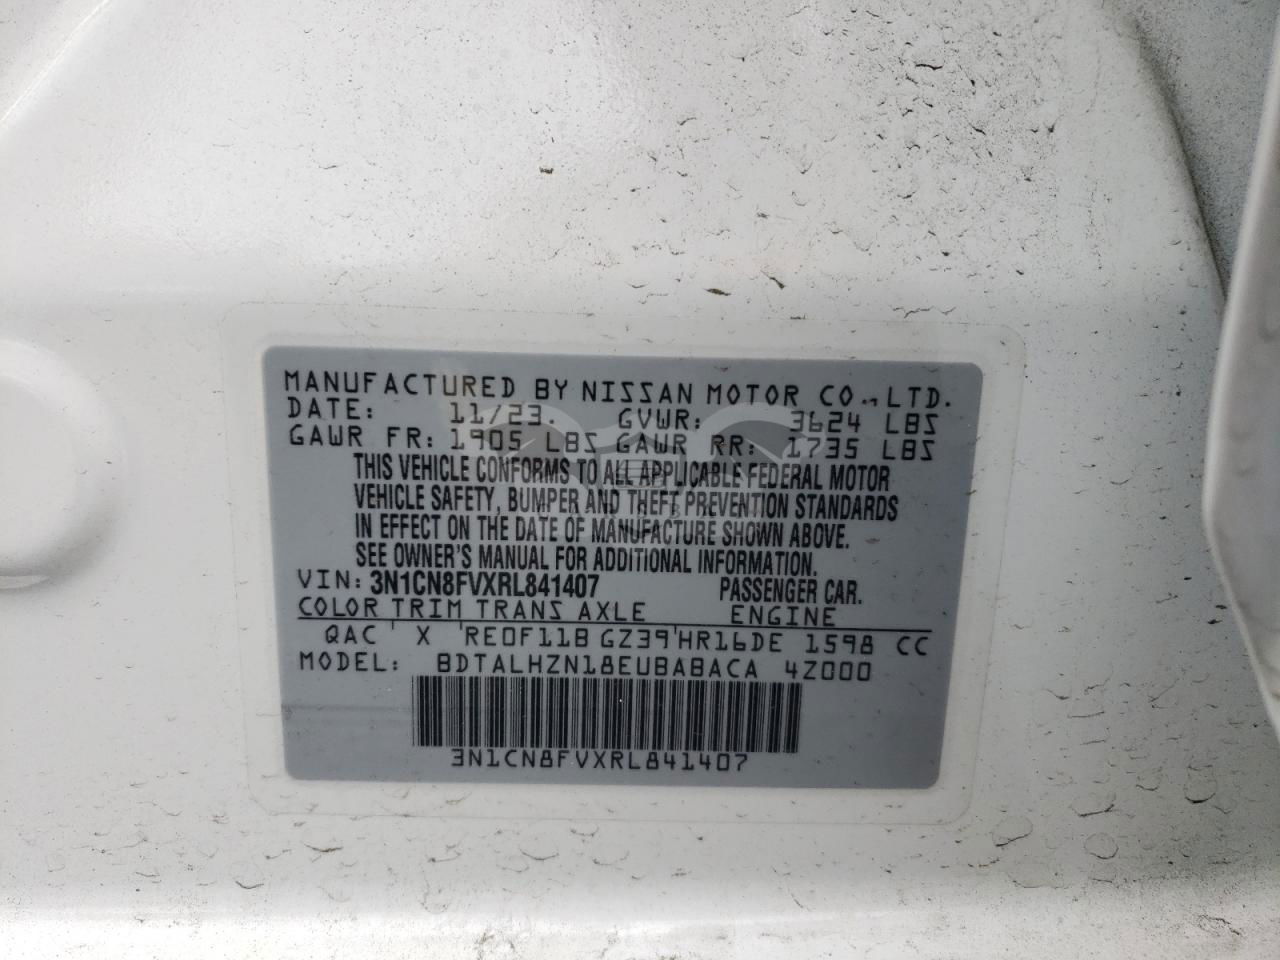 MANUFACTURED BY NISSAN MOTOR CO., LTD.
DATE: 11/23. GVWR: 3624 LBS
GAWR FR: 1905 LBS GAWR RR: 1735 LBS
THIS VEHICLE CONFORMS TO ALL APPLICABLE FEDERAL MOTOR
VEHICLE SAFETY, BUMPER AND THEFT PREVENTION STANDARDS
IN EFFECT ON THE DATE OF MANUFACTURE SHOWN ABOVE.
SEE OWNER'S MANUAL FOR ADDITIONAL INFORMATION.
VIN: 3N1CN8FVXRL841407 PASSENGER CAR.
COLOR TRIM TRANS AXLE ENGINE
QAC X RE0F11B GZ39 HR16DE 1598 CC
MODEL: BDTALHZN18EUBABACA 4Z000
3N1CN8FVXRL841407